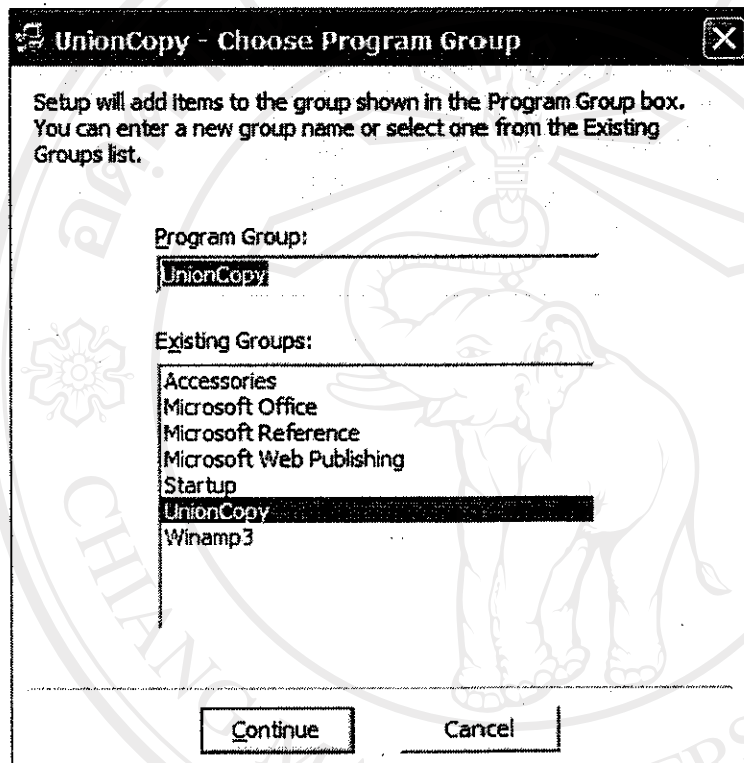 UnionCopy - Choose Program Group
Setup will add items to the group shown in the Program Group box.
You can enter a new group name or select one from the Existing
Groups list.
Program Group:
UnionCopy
Existing Groups:
Accessories
Microsoft Office
Microsoft Reference
Microsoft Web Publishing
Startup
UnionCopy
Winamp3
Continue
Cancel
CHIANG